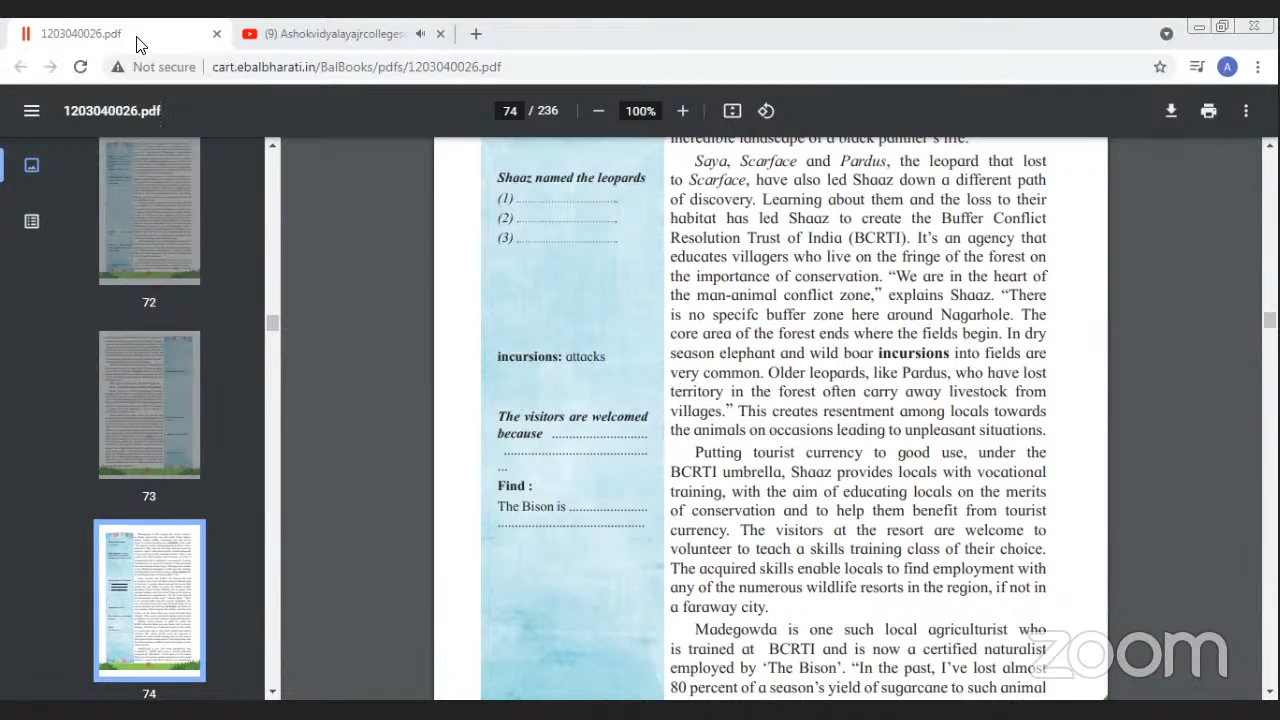 1203040026.pdf
(9) Ashokvidyalayajrcolleges
Not secure
cart.ebalbharati.in/BalBooks/pdfs/1203040026.pdf
A
1203040026.pdf
74 / 236
100%
72
73
74
Shaaz named the leopards
(1) ..............................
(2) ..............................
(3) ..............................
incursions: attacks
The visitors are welcomed
because ............................
..........................................
...
Find :
The Bison is .......................
..........................................
incredible landscape and black panther's life.
Saya, Scarface and Pardus, the leopard that lost
to Scarface, have also led Shaaz down a different path
of discovery. Learning about them and the loss to their
habitat has led Shaaz to create the Buffer Conflict
Resolution Trust of India (BCRTI). It's an agency that
educates villagers who live on the fringe of the forest on
the importance of conservation. “We are in the heart of
the man-animal conflict zone,” explains Shaaz. “There
is no specifc buffer zone here around Nagarhole. The
core area of the forest ends where the fields begin. In dry
season elephant and wild boar incursions into fields are
very common. Older leopards, like Pardus, who have lost
territory in the forest often carry away livestock from
villages.” This creates resentment among locals towards
the animals on occasions leading to unpleasant situations.
Putting tourist currency to good use, under the
BCRTI umbrella, Shaaz provides locals with vocational
training, with the aim of educating locals on the merits
of conservation and to help them benefit from tourist
currency. The visitors at the resort are welcome to
volunteer to teach at a training class of their choice.
The acquired skills enable locals to find employment with
any of the numerous wildlife resorts in the region, if not in
a faraway city.
Madegowda is one such local agriculturist who
is trained at BCRTI and is now a certified naturalist
employed by ‘The Bison’. “In the past, I've lost almost
80 percent of a season's yield of sugarcane to such animal
zoom